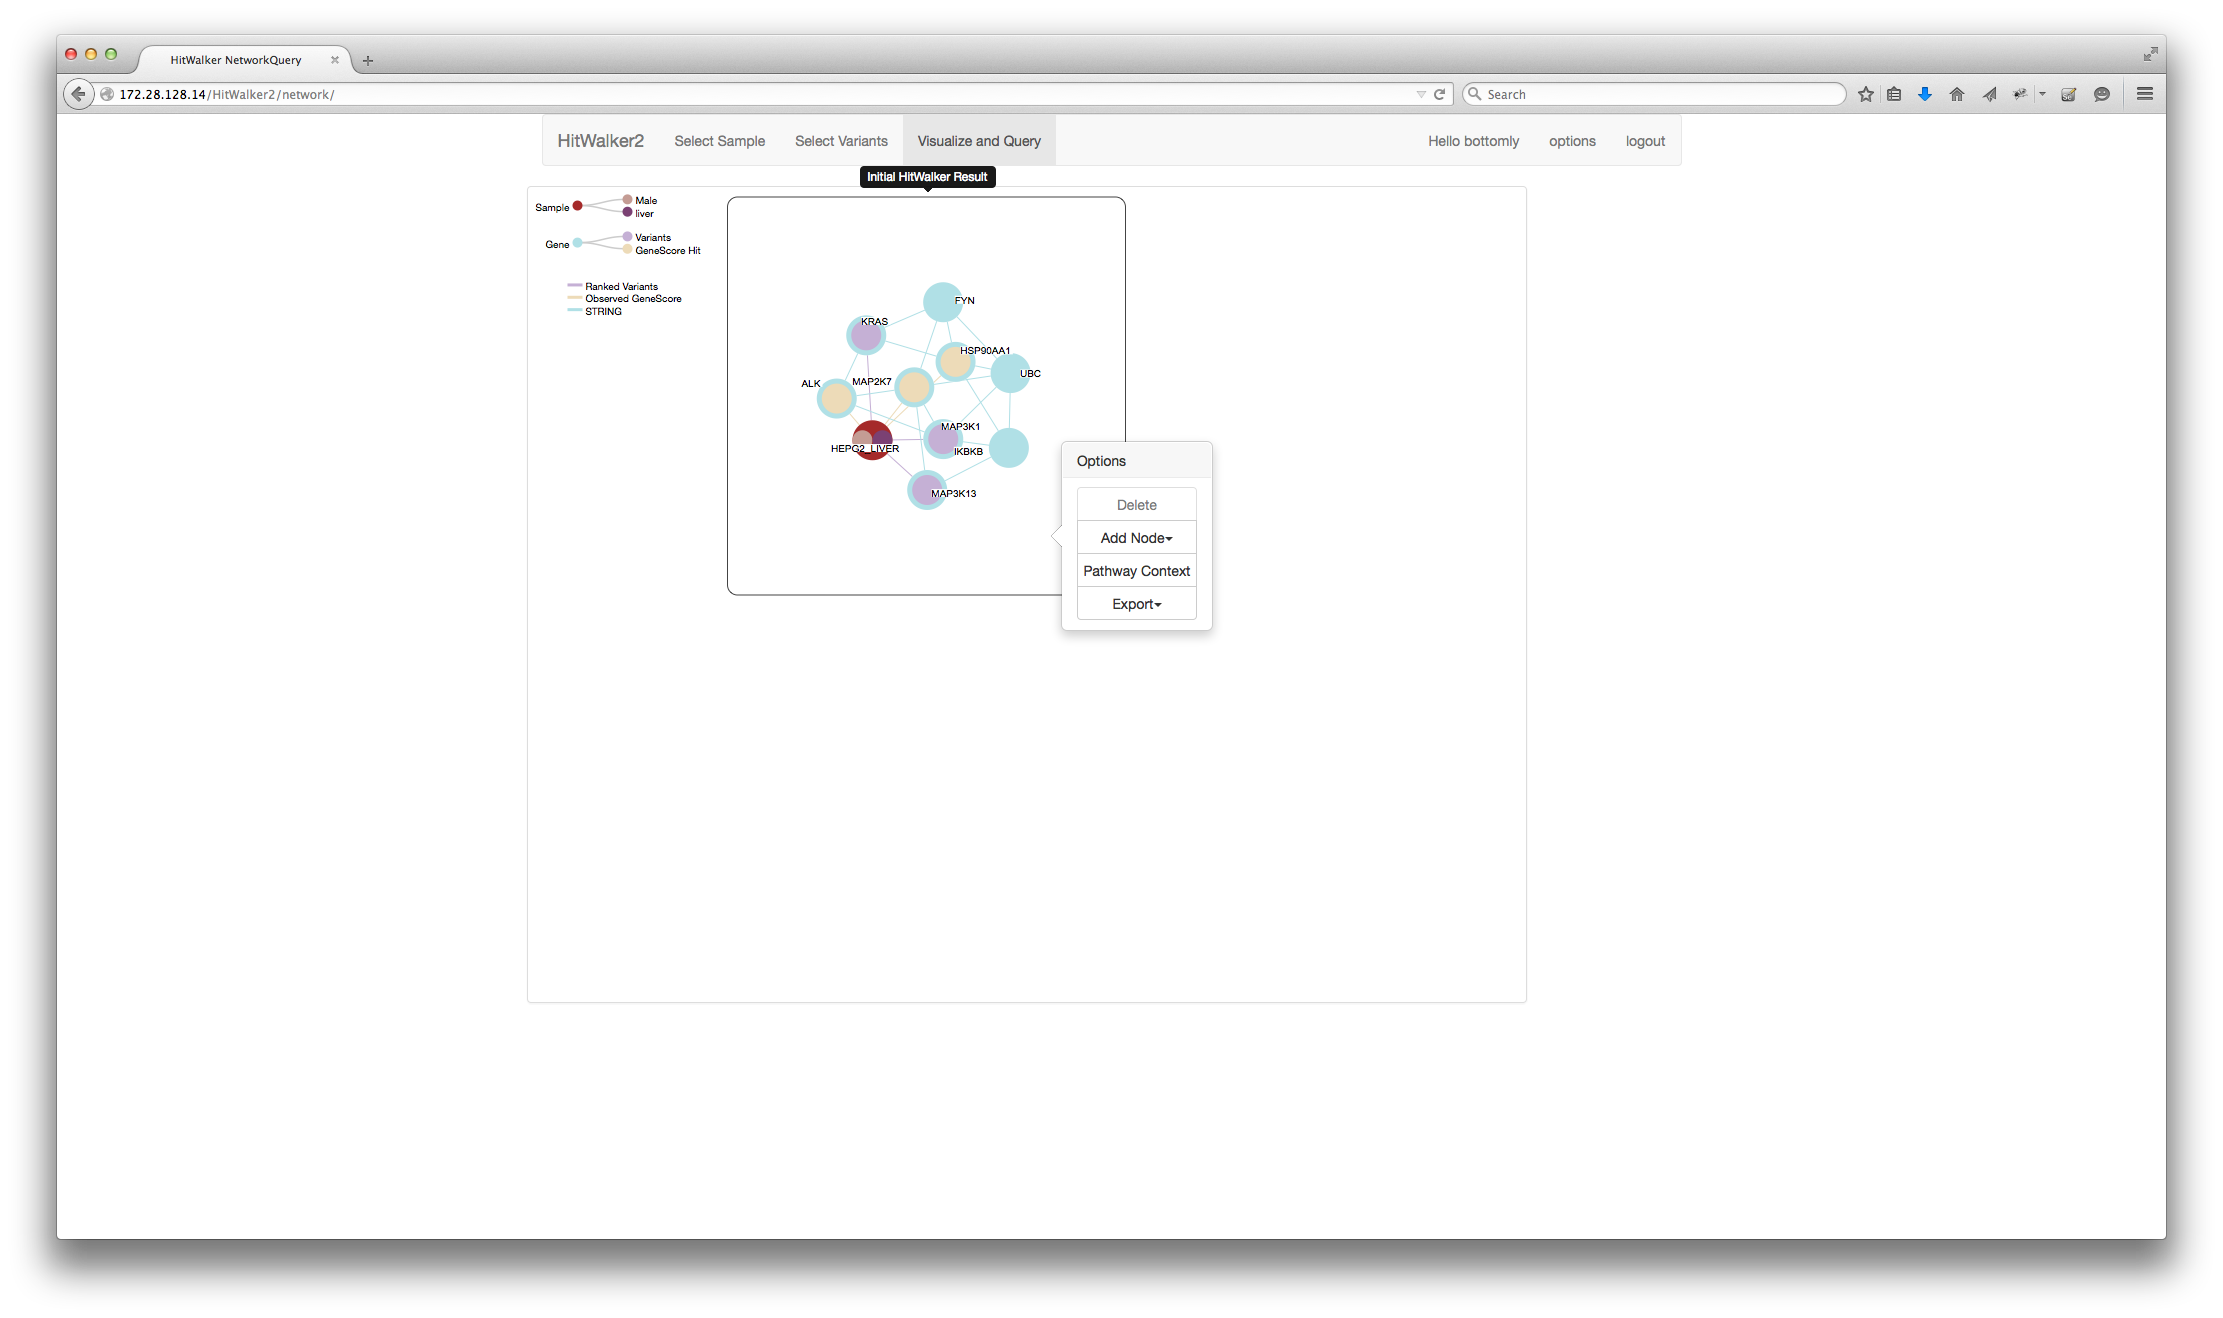 HitWalker NetworkQuery
172.28.128.14/HitWalker2/network/
Search
HitWalker2 Select Sample Select Variants Visualize and Query Hello bottomly options logout
Initial HitWalker Result
Sample
Male
liver
Gene
Variants
GeneScore Hit
Ranked Variants
Observed GeneScore
STRING
FYN
KRAS
HSP90AA1
UBC
ALK
MAP2K7
MAP3K1
HEPG2_LIVER
IKBKB
MAP3K13
Options
Delete
Add Node
Pathway Context
Export